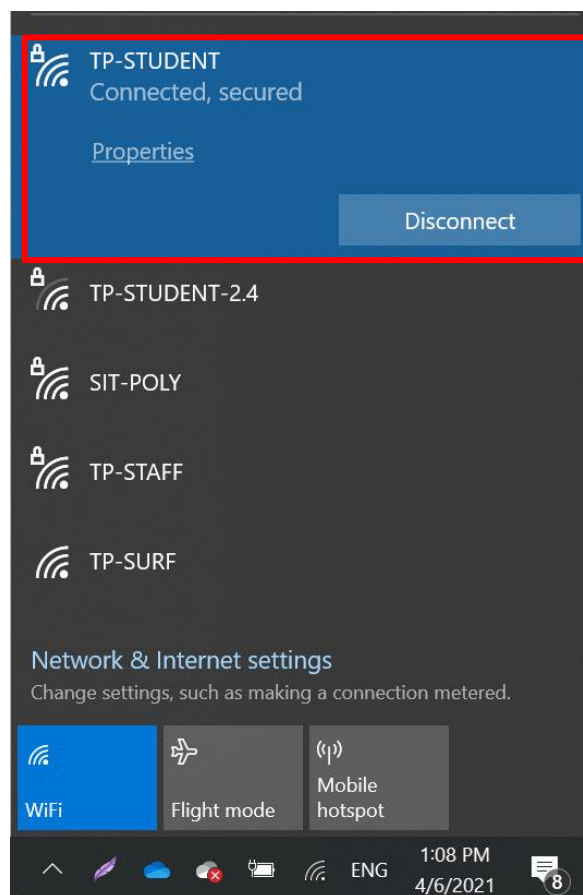 TP-STUDENT
Connected, secured
Properties
Disconnect
TP-STUDENT-2.4
SIT-POLY
TP-STAFF
TP-SURF
Network & Internet settings
Change settings, such as making a connection metered.
WiFi
Flight mode
Mobile
hotspot
ENG
1:08 PM
4/6/2021
8